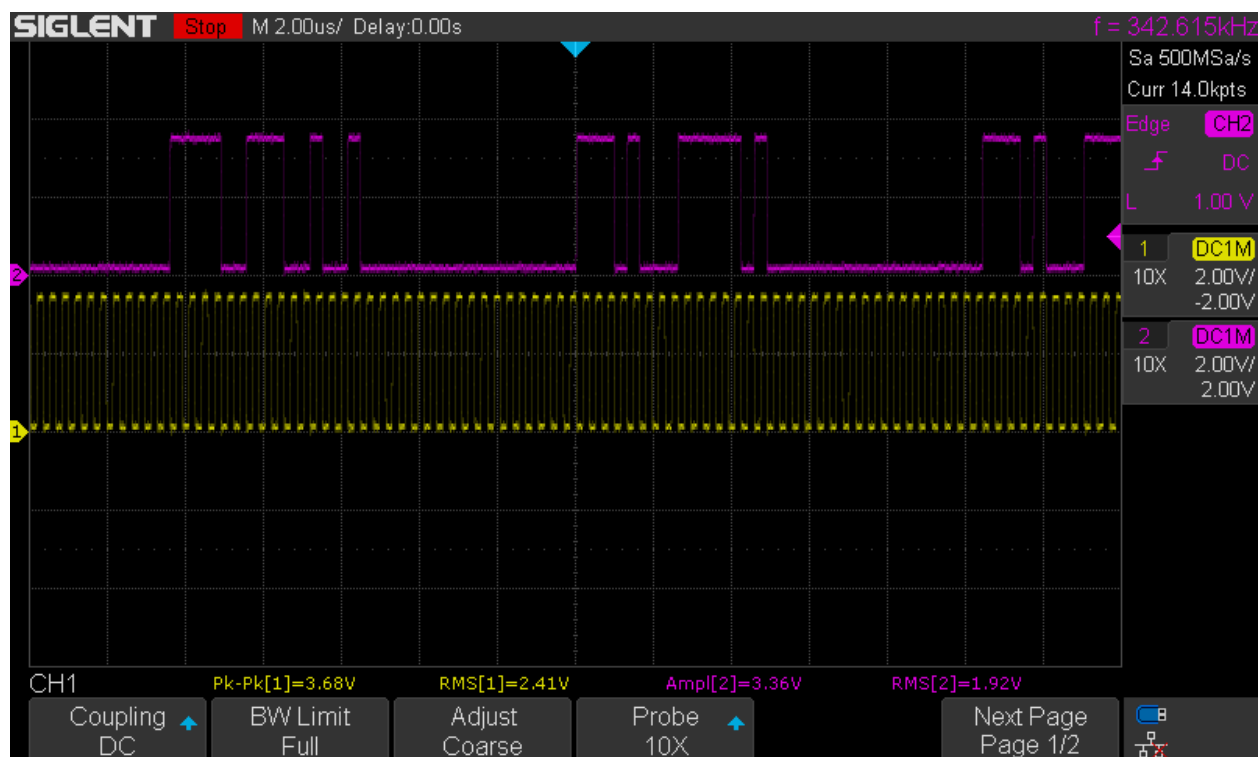 SIGLENT Stop M 2.00us/ Delay:0.00s f = 342.615kHz
Sa 500MSa/s
Curr 14.0kpts
Edge CH2
DC
L 1.00 V
1 DC1M
10X 2.00V/
-2.00V
2 DC1M
10X 2.00V/
2.00V
2
1
CH1 Pk-Pk[1]=3.68V RMS[1]=2.41V Ampl[2]=3.36V RMS[2]=1.92V
Coupling BW Limit Adjust Probe Next Page
DC Full Coarse 10X Page 1/2